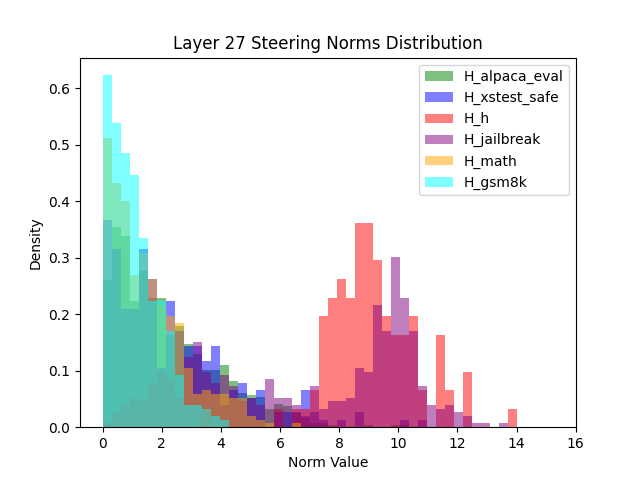 Layer 27 Steering Norms Distribution
H_alpaca_eval
H_xstest_safe
H_h
H_jailbreak
H_math
H_gsm8k
Density
0.6
0.5
0.4
0.3
0.2
0.1
0.0
0 2 4 6 8 10 12 14 16
Norm Value